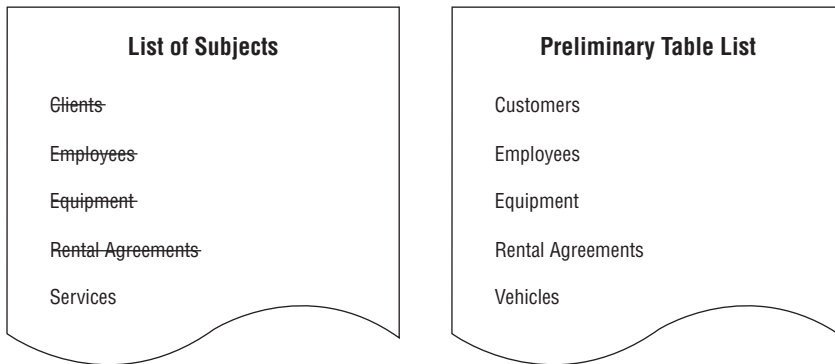 List of Subjects
Clients
Employees
Equipment
Rental Agreements
Services
Preliminary Table List
Customers
Employees
Equipment
Rental Agreements
Vehicles